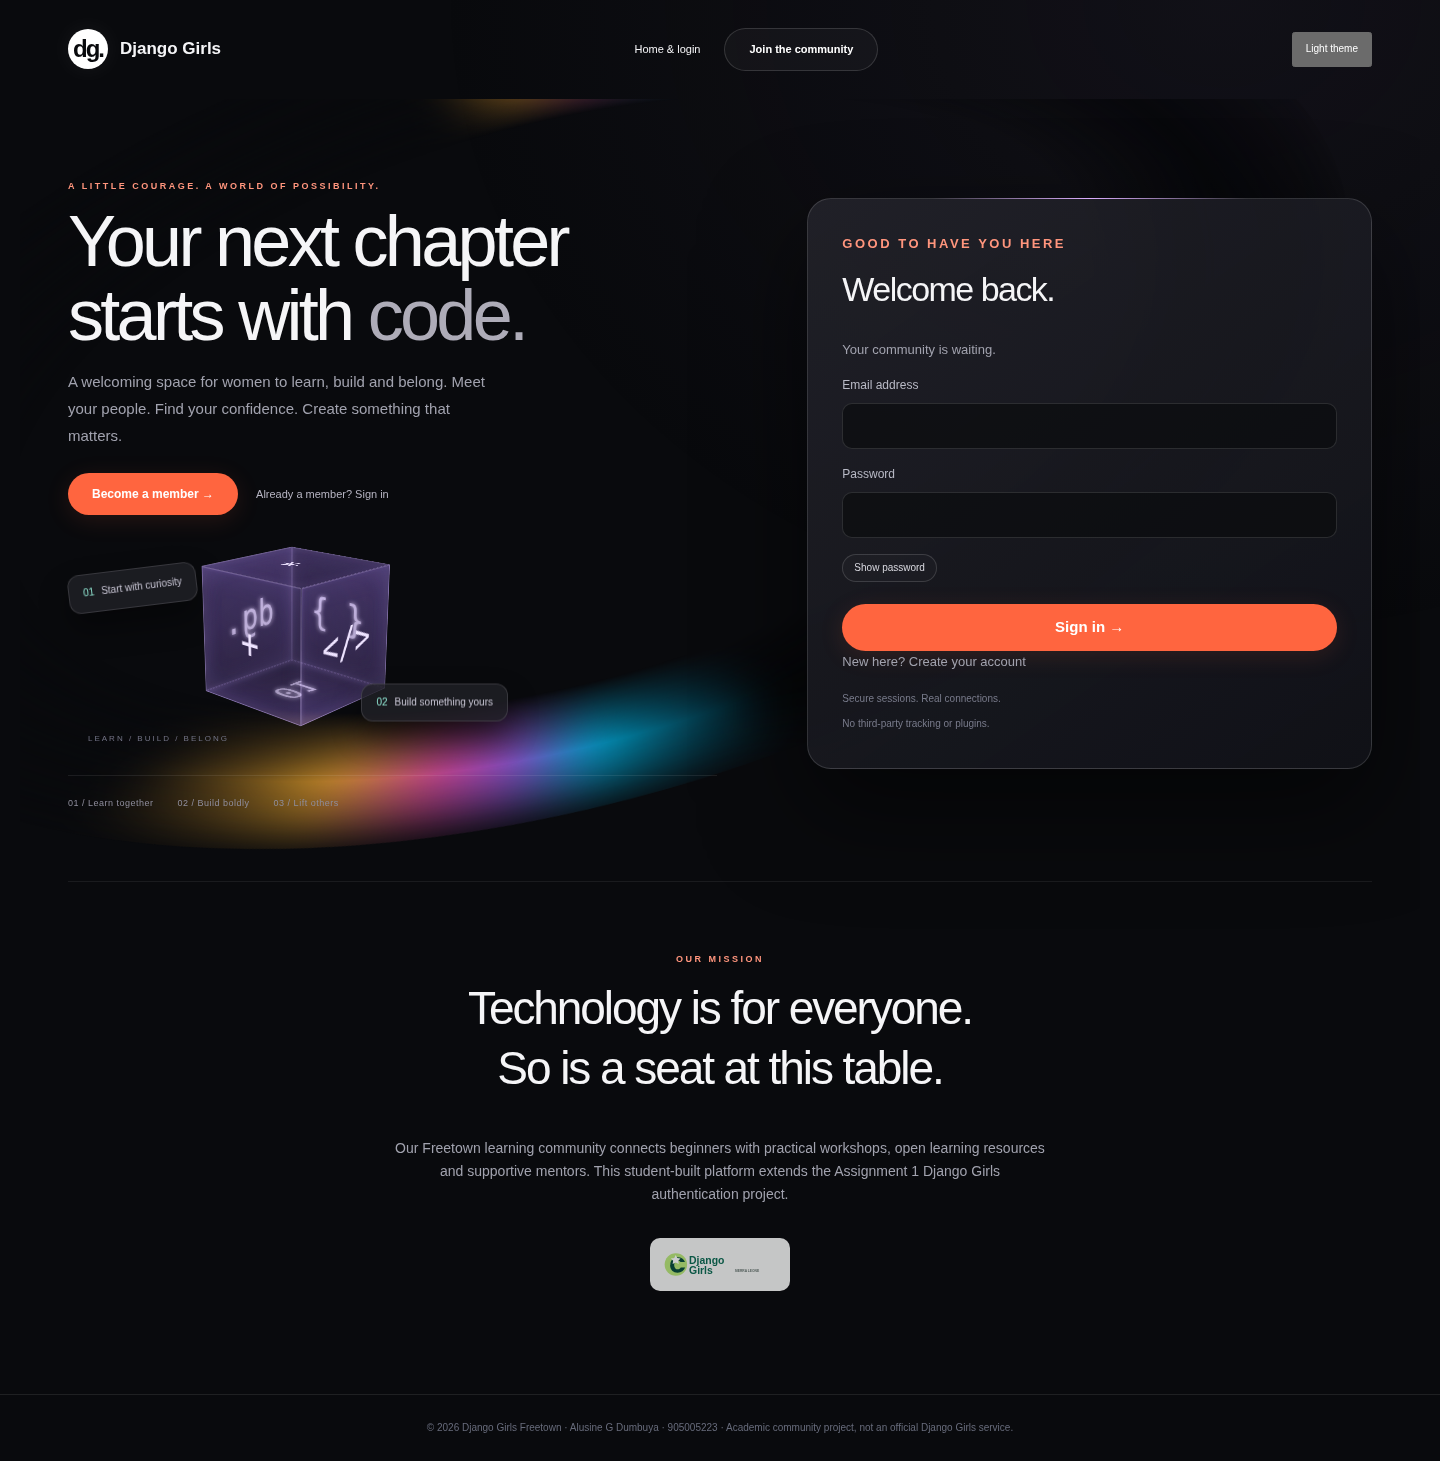 dg.
Django Girls
Home & login
Join the community
Light theme
A LITTLE COURAGE. A WORLD OF POSSIBILITY.
Your next chapter
starts with code.
A welcoming space for women to learn, build and belong. Meet
your people. Find your confidence. Create something that
matters.
Become a member →
Already a member? Sign in
01 Start with curiosity
{ }
</>
+
02 Build something yours
LEARN / BUILD / BELONG
01 / Learn together
02 / Build boldly
03 / Lift others
GOOD TO HAVE YOU HERE
Welcome back.
Your community is waiting.
Email address
Password
Show password
Sign in →
New here? Create your account
Secure sessions. Real connections.
No third-party tracking or plugins.
OUR MISSION
Technology is for everyone.
So is a seat at this table.
Our Freetown learning community connects beginners with practical workshops, open learning resources
and supportive mentors. This student-built platform extends the Assignment 1 Django Girls
authentication project.
Django
Girls
SIERRA LEONE
© 2026 Django Girls Freetown · Alusine G Dumbuya · 905005223 · Academic community project, not an official Django Girls service.